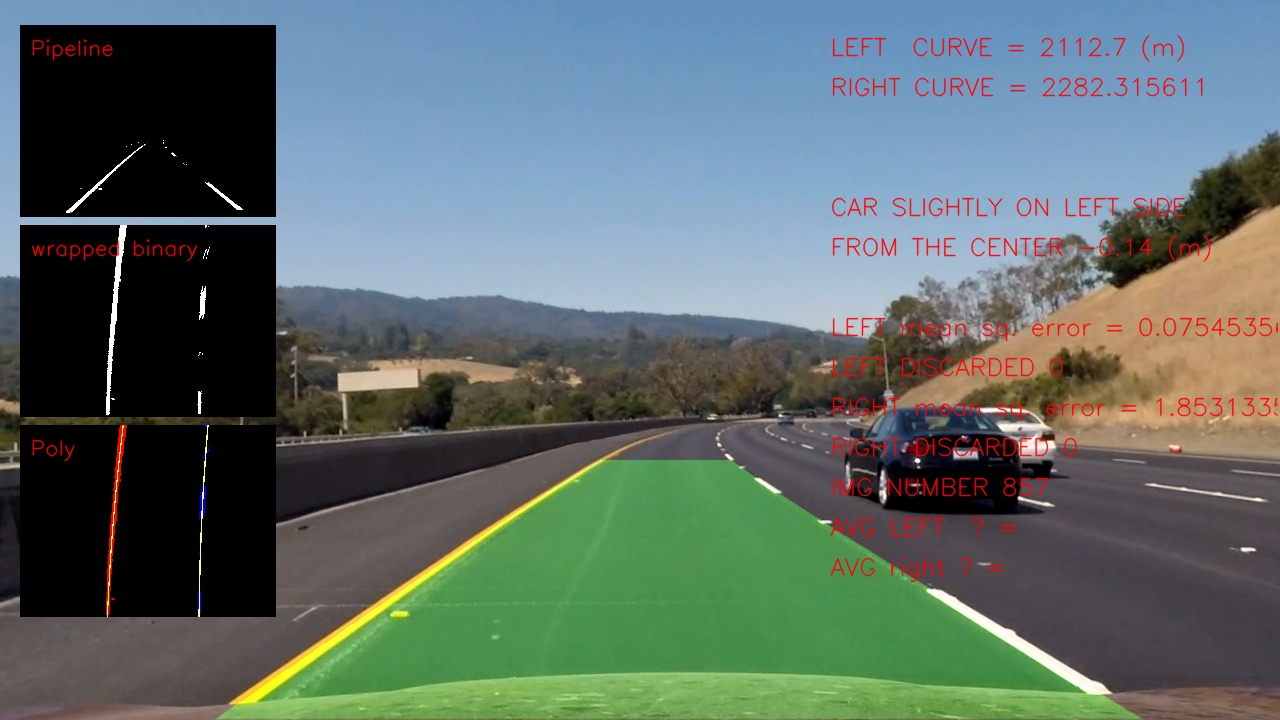 Pipeline
wrapped binary
Poly
LEFT CURVE = 2112.7 (m)
RIGHT CURVE = 2282.315611
CAR SLIGHTLY ON LEFT SIDE
FROM THE CENTER -0.14 (m)
LEFT mean sq. error = 0.0754535
LEFT DISCARDED 0
RIGHT mean sq. error = 1.853133
RIGHT DISCARDED 0
IMG NUMBER 857
AVG LEFT ? =
AVG right ? =